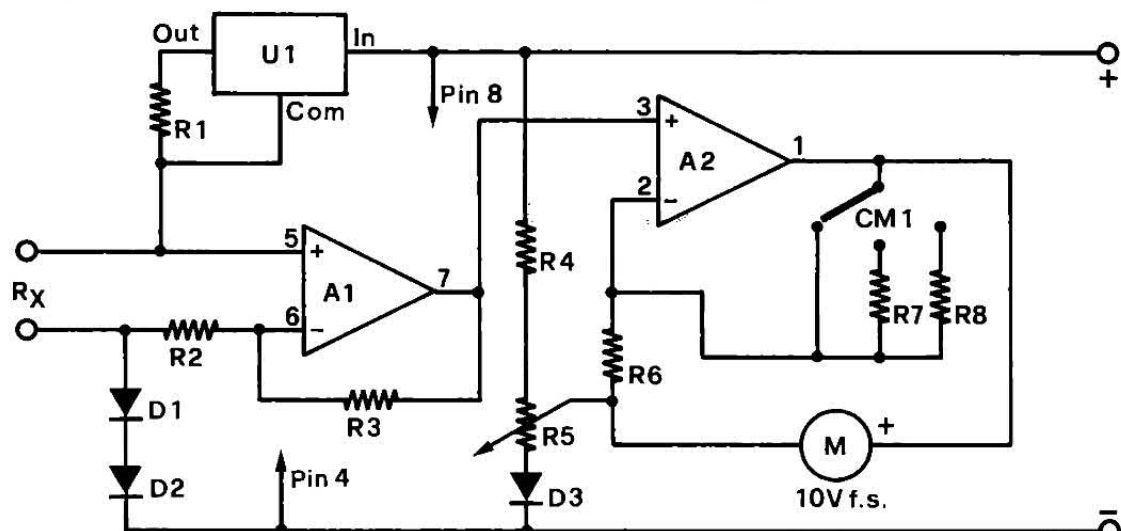 Out
U1
In
+
R1
Com
Pin 8
3
+
A2
1
2
−
CM1
R4
5
+
A1
7
RX
6
−
R2
R7
R8
R6
D1
R3
R5
M
+
D2
Pin 4
D3
10V f.s.
−